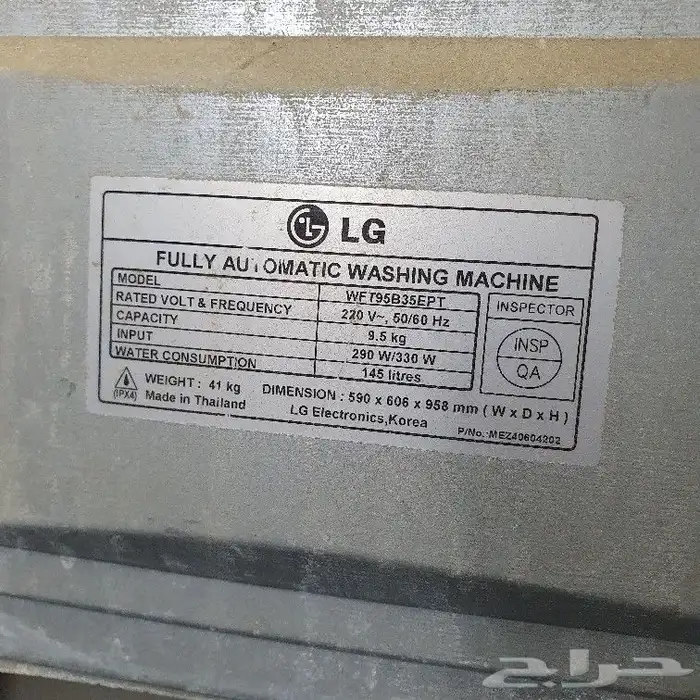 LG
FULLY AUTOMATIC WASHING MACHINE
MODEL WFT95B35EPT
RATED VOLT & FREQUENCY 220 V~, 50/60 Hz
CAPACITY 9.5 kg
INPUT 290 W/330 W
WATER CONSUMPTION 145 litres
INSPECTOR
INSP
QA
(IPX4)
WEIGHT : 41 kg
DIMENSION : 590 x 606 x 958 mm ( W x D x H )
Made in Thailand
LG Electronics,Korea
P/No.:MEZ40604202
حراج